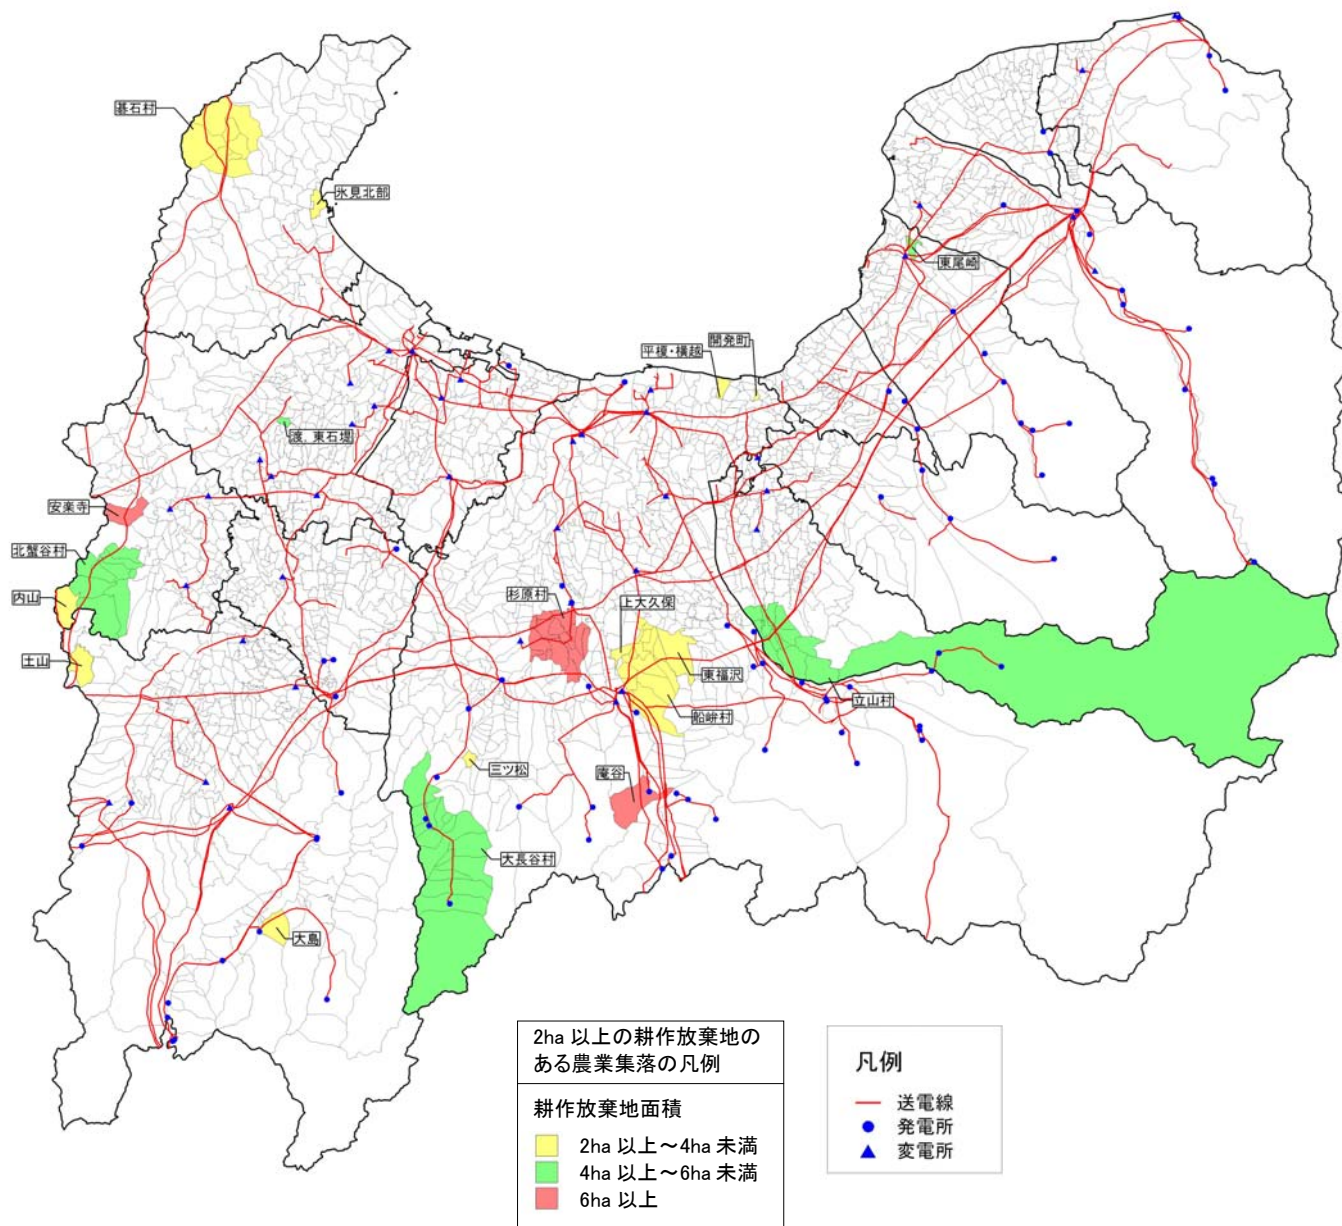 碁石村
氷見北部
東尾崎
開発町
平榎・横越
渡、東石堤
安楽寺
北蟹谷村
内山
杉原村
上大久保
土山
東福沢
立山村
船峅村
三ツ松
庵谷
大長谷村
大島
2ha 以上の耕作放棄地の
ある農業集落の凡例
耕作放棄地面積
2ha 以上～4ha 未満
4ha 以上～6ha 未満
6ha 以上
凡例
送電線
発電所
変電所